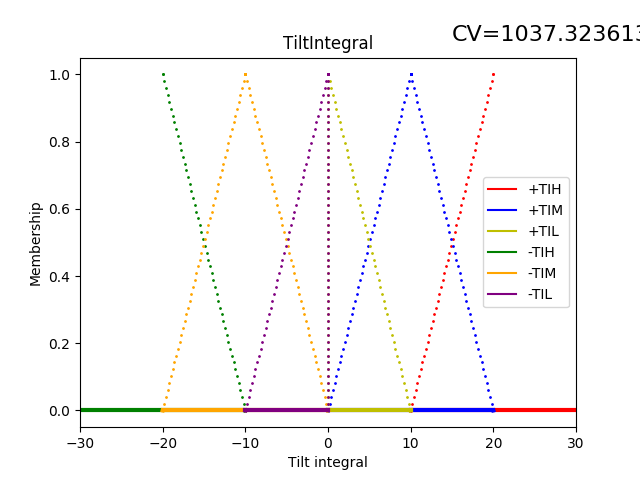 CV=1037.323613
TiltIntegral
1.0
0.8
0.6
0.4
0.2
0.0
Membership
+TIH
+TIM
+TIL
-TIH
-TIM
-TIL
−30 −20 −10 0 10 20 30
Tilt integral